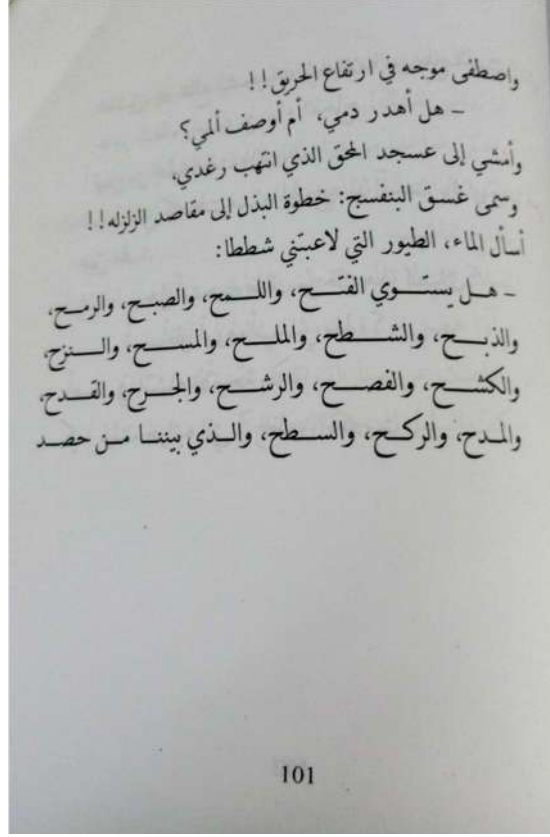 واصطفى موجه في ارتفاع الحريق!!
- هل أهدر دمي، أم أوصف ألمي؟
وأمشي إلى عسجد المحق الذي انتهب رغدي،
وسمى غسق البنفسج: خطوة البذل إلى مقاصد الزلزله!!
أسأل الماء، الطيور التي لاعبتني شططا:
- هل يستوي الفتح، واللمح، والصبح، والرمح،
والذبح، والشطح، والملح، والمسح، والنزح،
والكشح، والفصح، والرشح، والجرح، والقدح،
والمدح، والركح، والسطح، والذي بيننا من حصد
101